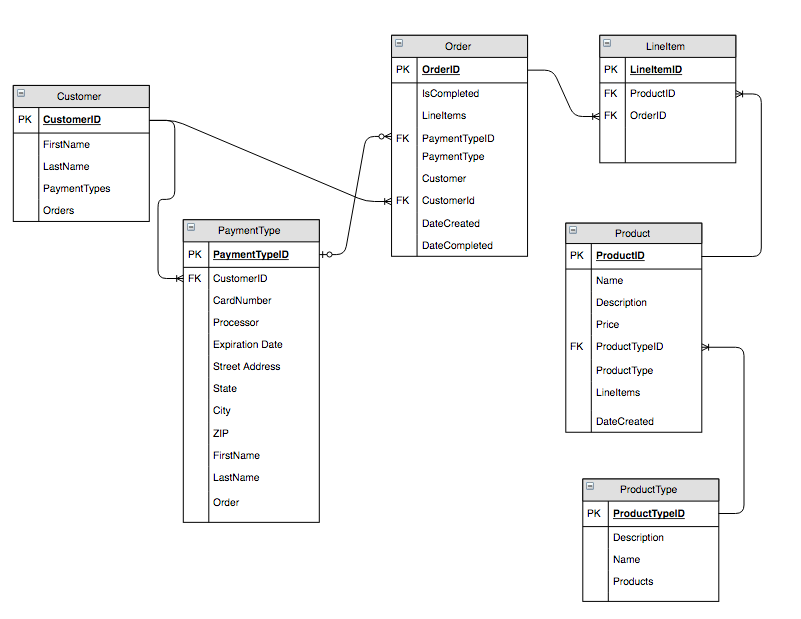 Customer
PK CustomerID
FirstName
LastName
PaymentTypes
Orders
PaymentType
PK PaymentTypeID
FK CustomerID
CardNumber
Processor
Expiration Date
Street Address
State
City
ZIP
FirstName
LastName
Order
Order
PK OrderID
IsCompleted
LineItems
FK PaymentTypeID
PaymentType
Customer
FK CustomerId
DateCreated
DateCompleted
LineItem
PK LineItemID
FK ProductID
FK OrderID
Product
PK ProductID
Name
Description
Price
FK ProductTypeID
ProductType
LineItems
DateCreated
ProductType
PK ProductTypeID
Description
Name
Products